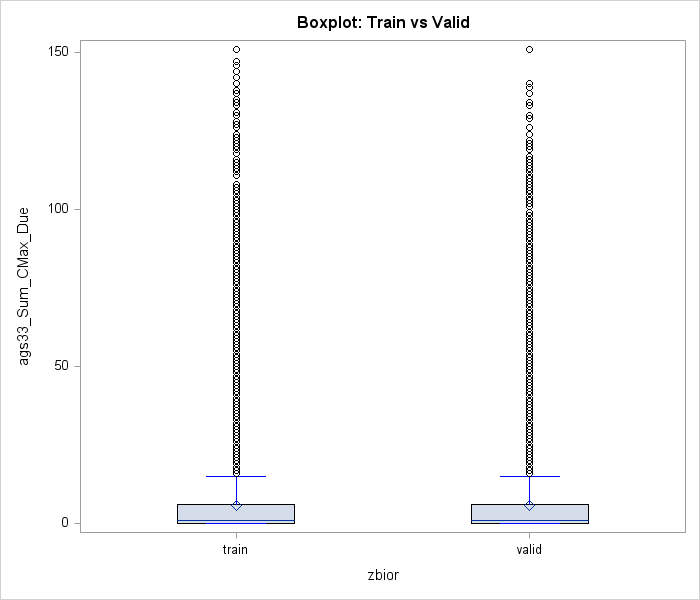 Boxplot: Train vs Valid
150
100
50
0
ags33_Sum_CMax_Due
train
valid
zbior